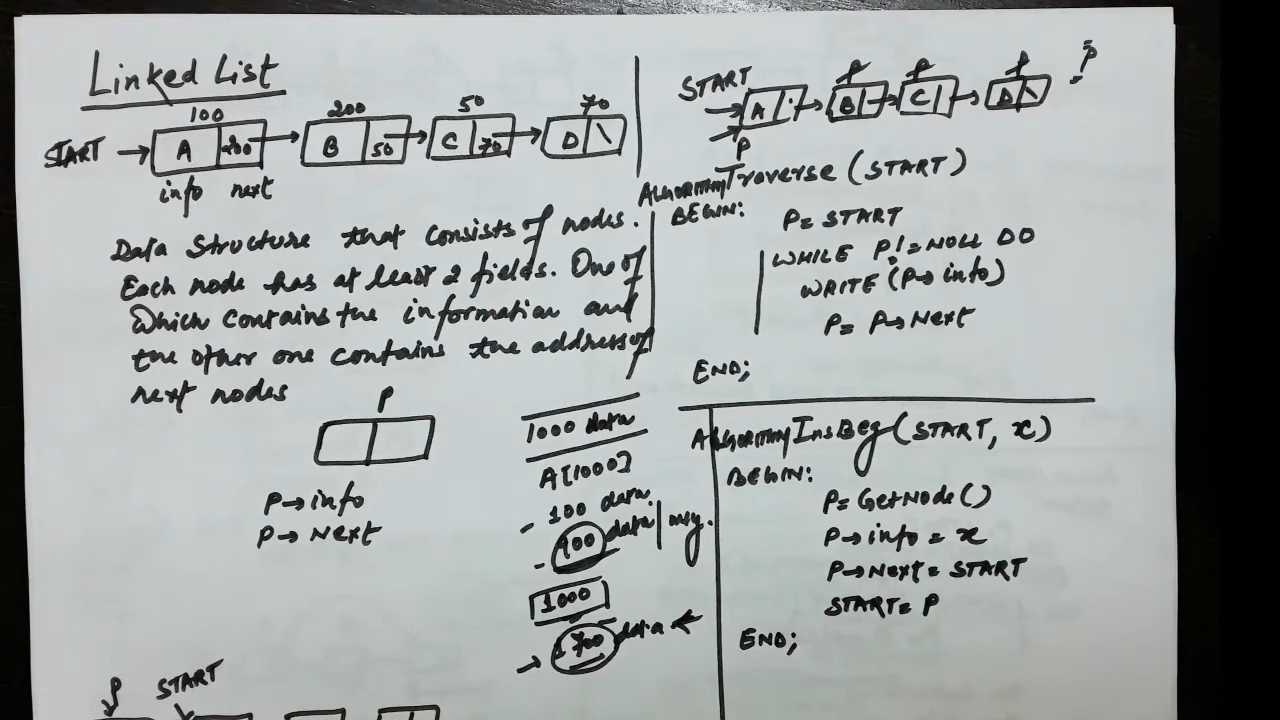 Linked List
100 200 50 70
START → A 200 → B 50 → C 70 → D \
info next
Data Structure that consists of nodes.
Each node has at least 2 fields. One of
which contains the information and
the other one contains the address of
next nodes
P
P→info
P→Next
1000 data
A[1000]
- 100 data
data
1000
→ 1700 data ←
P START
START P P P P
A B C D \
P
ALGORITHM Traverse (START)
BEGIN:
P= START
WHILE P!=NULL DO
WRITE (P→info)
P= P→Next
END;
ALGORITHM InsBeg(START, x)
BEGIN:
P= GetNode()
P→info = x
P→Next = START
START= P
END;